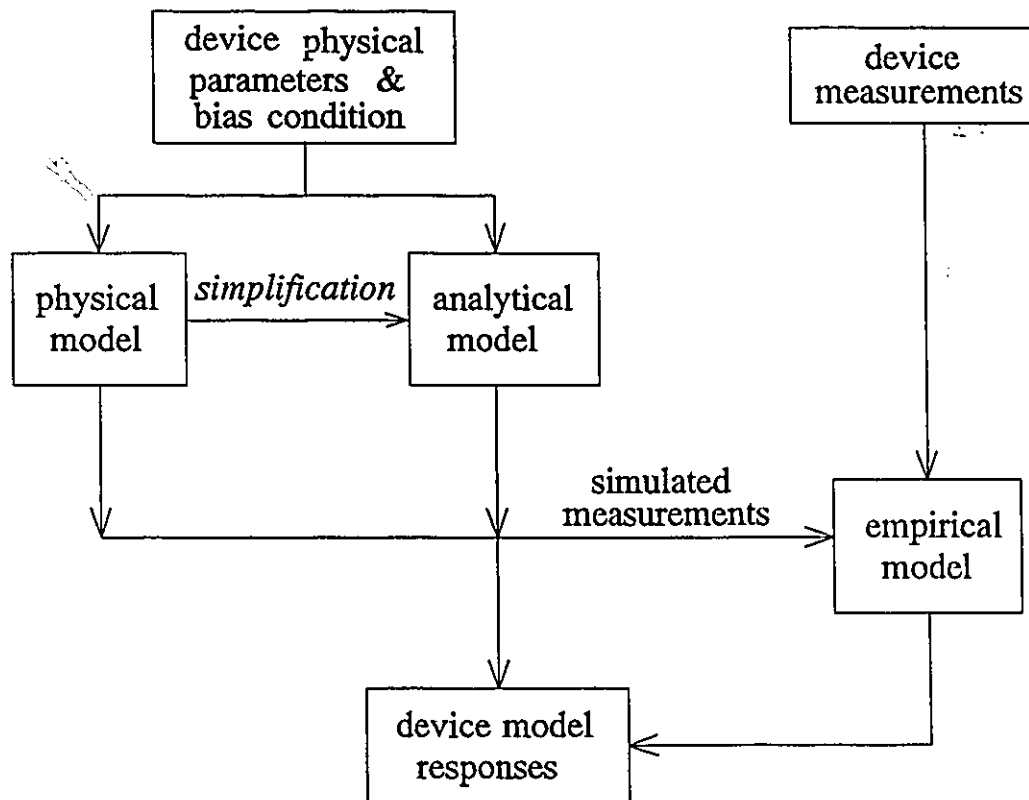 device physical
parameters &
bias condition
device
measurements
physical
model
simplification
analytical
model
simulated
measurements
empirical
model
device model
responses